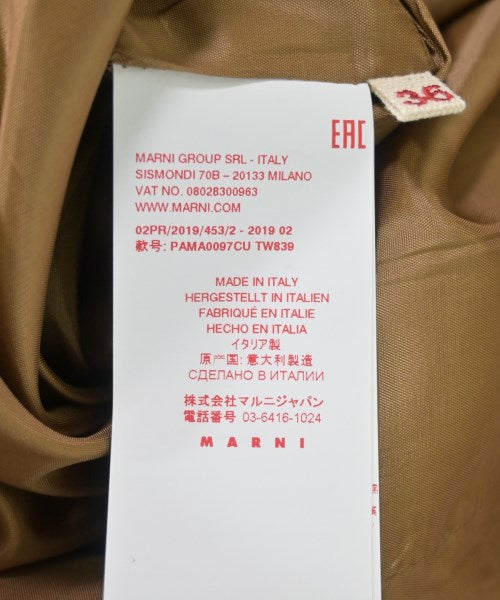 36
EAC
MARNI GROUP SRL - ITALY
SISMONDI 70B – 20133 MILANO
VAT NO. 08028300963
WWW.MARNI.COM
02PR/2019/453/2 - 2019 02
款号: PAMA0097CU TW839
MADE IN ITALY
HERGESTELLT IN ITALIEN
FABRIQUÉ EN ITALIE
HECHO EN ITALIA
イタリア製
原产国: 意大利製造
СДЕЛАНО В ИТАЛИИ
株式会社マルニジャパン
電話番号 03-6416-1024
MARNI